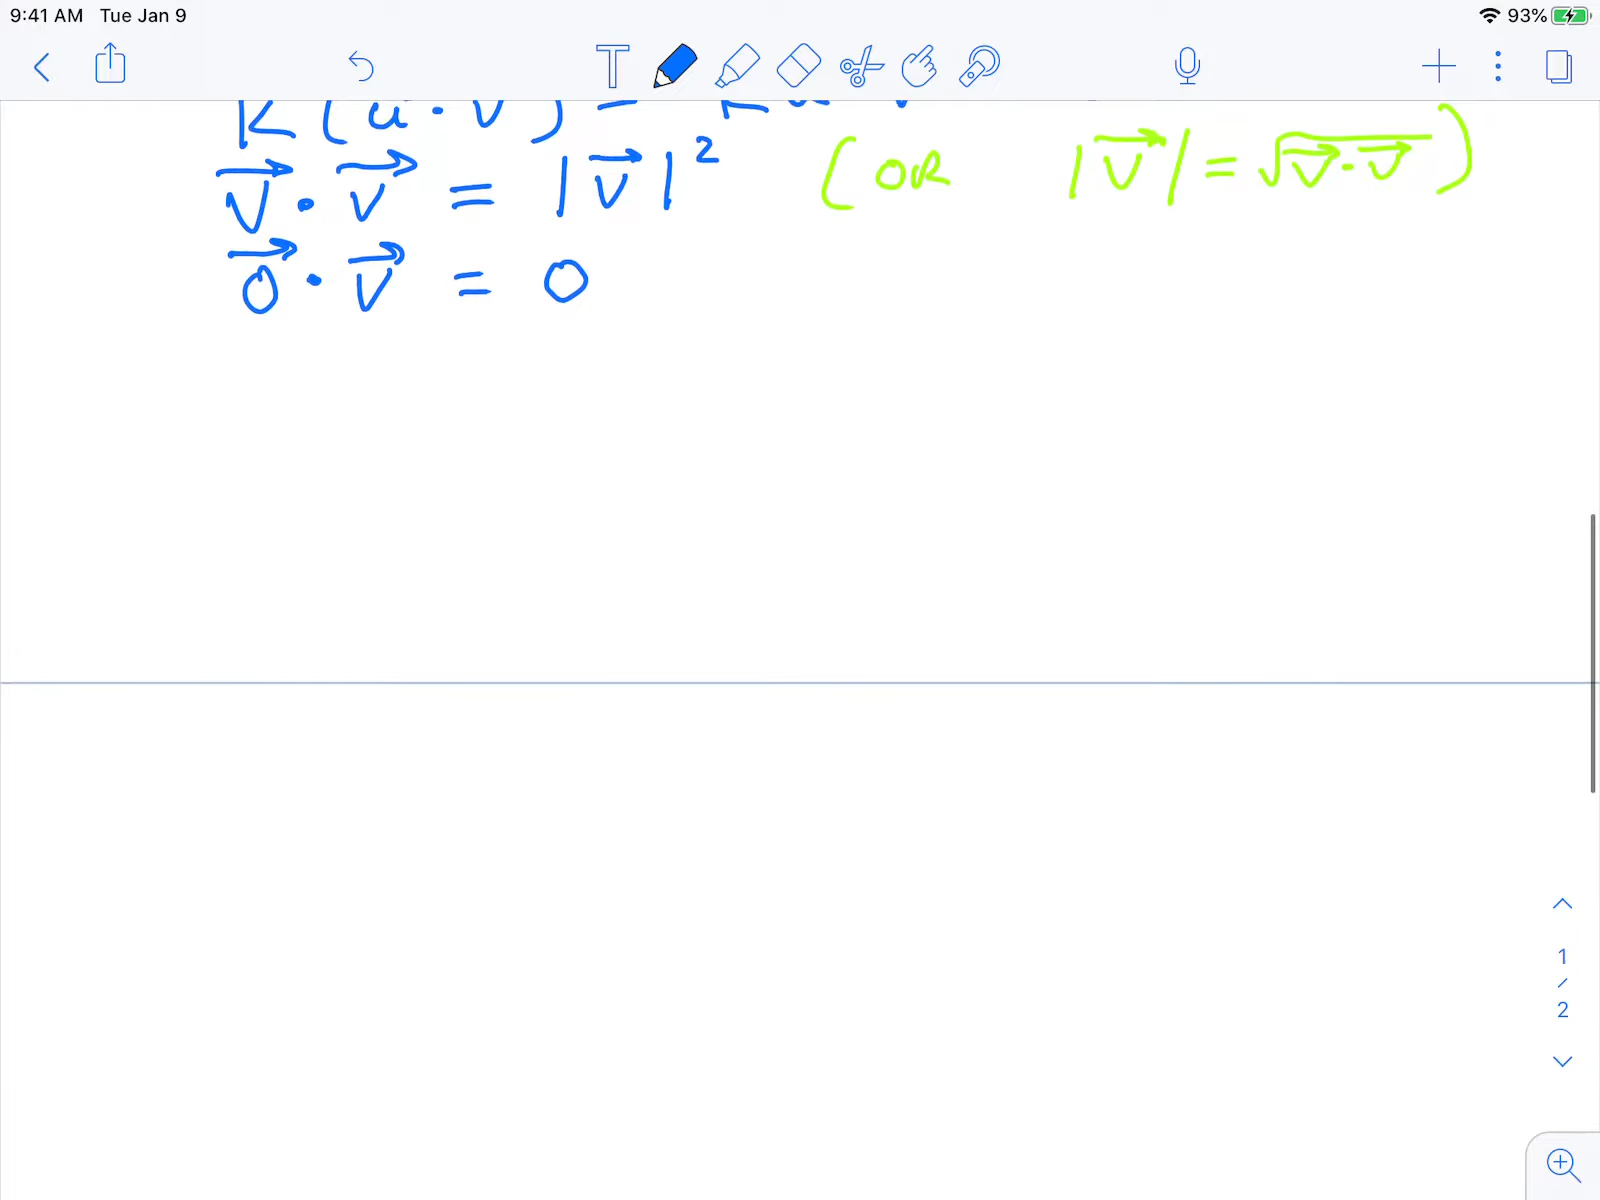 9:41 AM Tue Jan 9 93%
T
k(u · v) = k u v
v⃗ · v⃗ = |v⃗|² (OR |v⃗| = √v⃗·v⃗)
0⃗ · v⃗ = 0
1
/
2